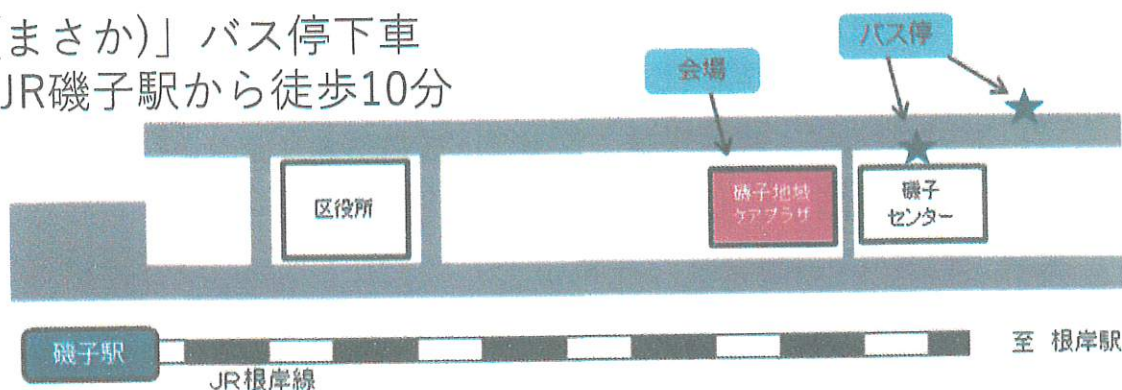 まさか)」バス停下車
JR磯子駅から徒歩10分
会場
バス停
区役所
磯子地域
ケアプラザ
磯子
センター
磯子駅
JR根岸線
至 根岸駅